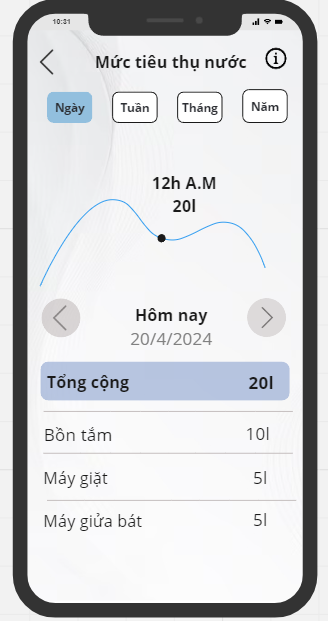 10:31
Mức tiêu thụ nước
Ngày Tuần Tháng Năm
12h A.M
20l
Hôm nay
20/4/2024
Tổng cộng 20l
Bồn tắm 10l
Máy giặt 5l
Máy giửa bát 5l